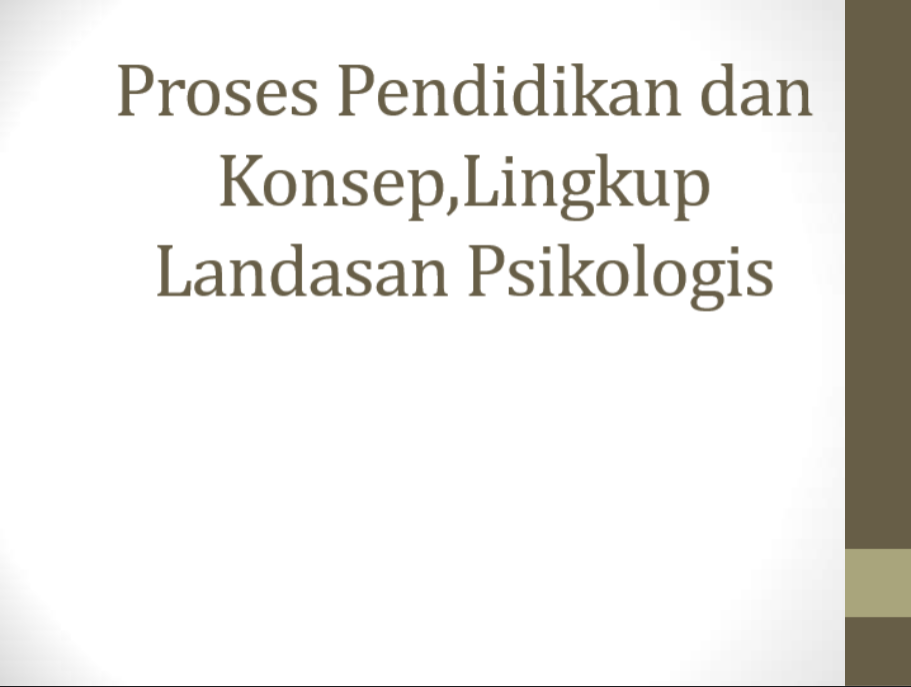 Proses Pendidikan dan
Konsep,Lingkup
Landasan Psikologis